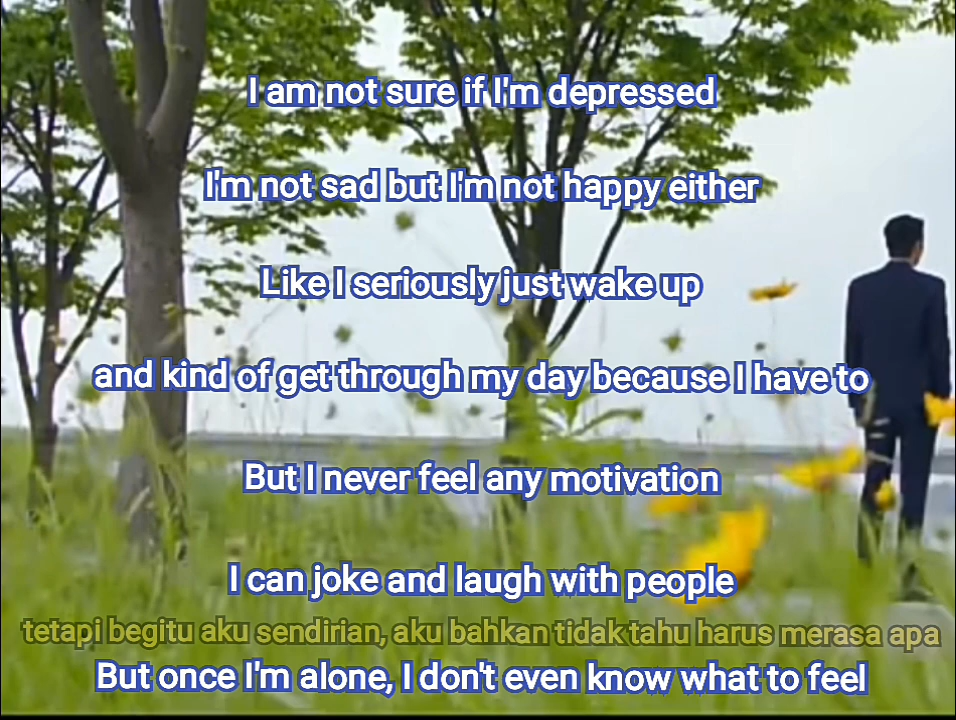 I am not sure if I'm depressed
I'm not sad but I'm not happy either
Like I seriously just wake up
and kind of get through my day because I have to
But I never feel any motivation
I can joke and laugh with people
tetapi begitu aku sendirian, aku bahkan tidak tahu harus merasa apa
But once I'm alone, I don't even know what to feel